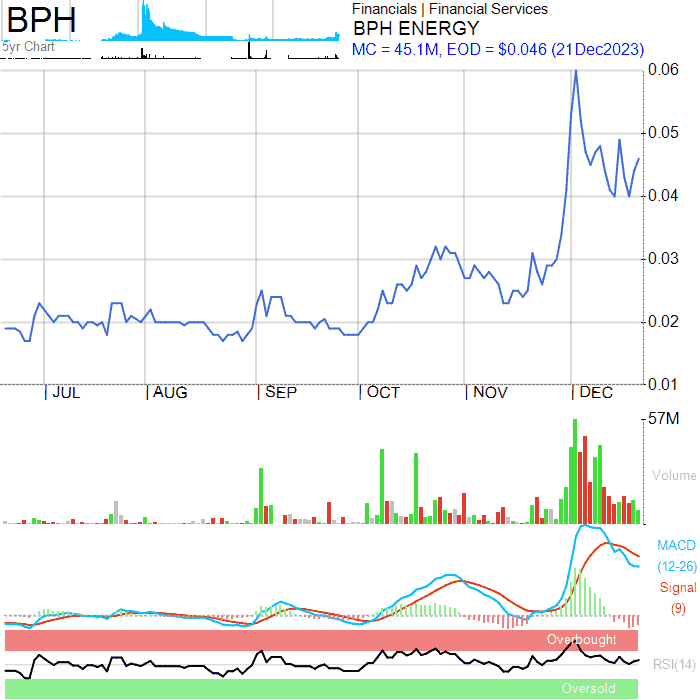 BPH
5yr Chart
Financials | Financial Services
BPH ENERGY
MC = 45.1M, EOD = $0.046 (21Dec2023)
0.06
0.05
0.04
0.03
0.02
0.01
| JUL | AUG | SEP | OCT | NOV | DEC
57M
Volume
MACD
(12-26)
Signal
(9)
Overbought
RSI(14)
Oversold